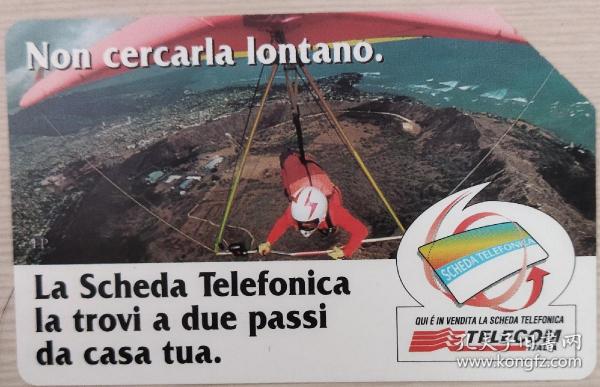 Non cercarla lontano.
SCHEDA TELEFONICA
La Scheda Telefonica
la trovi a due passi
da casa tua.
QUI É IN VENDITA LA SCHEDA TELEFONICA
TELECOM
ITALIA
孔夫子旧书网
www.kongfz.com